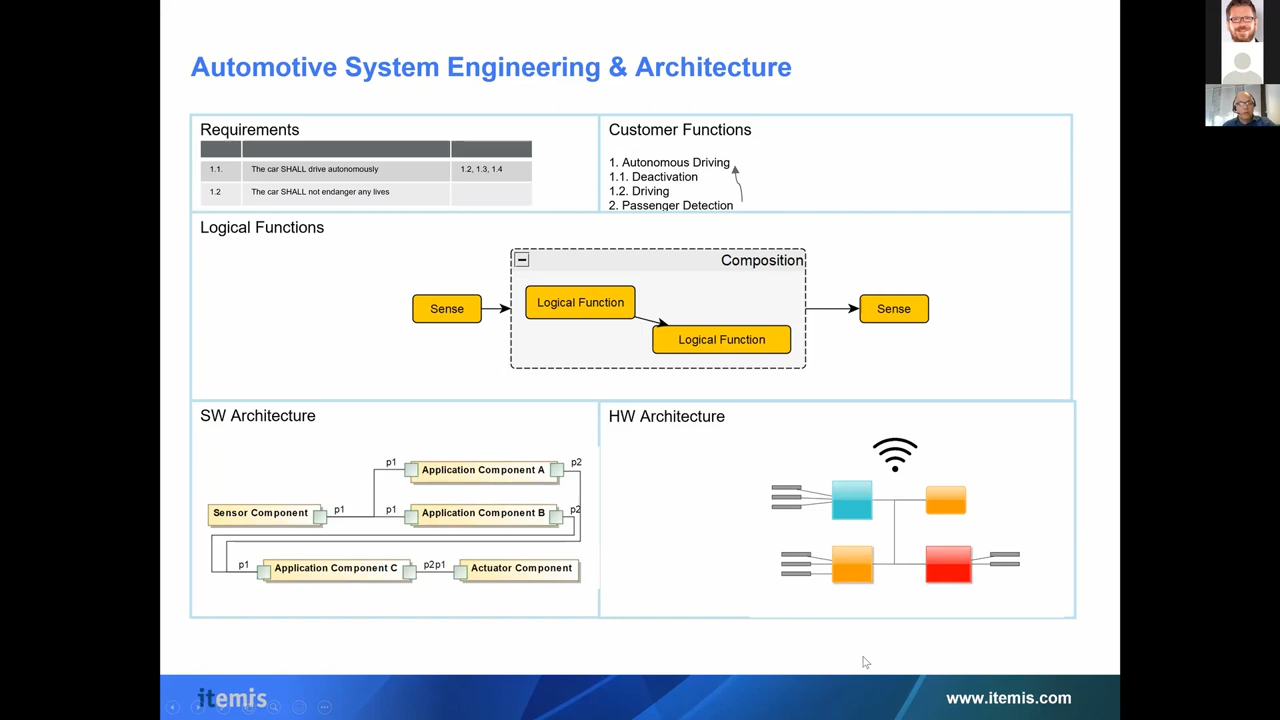 Automotive System Engineering & Architecture
Requirements
1.1. The car SHALL drive autonomously 1.2, 1.3, 1.4
1.2 The car SHALL not endanger any lives
Customer Functions
1. Autonomous Driving
1.1. Deactivation
1.2. Driving
2. Passenger Detection
Logical Functions
Composition
Sense
Logical Function
Logical Function
Sense
SW Architecture
p1 Application Component A p2
Sensor Component p1 p1 Application Component B p2
p1 Application Component C p2p1 Actuator Component
HW Architecture
itemis
www.itemis.com